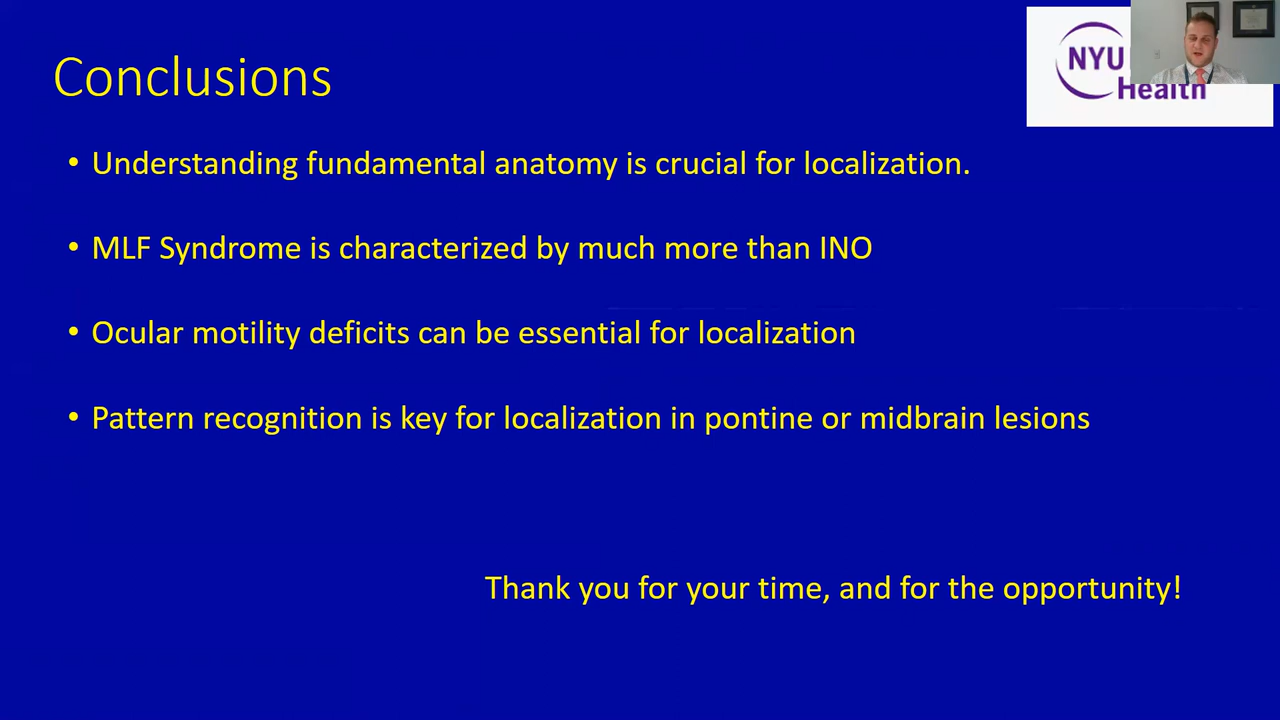 Conclusions
NYU
Health
• Understanding fundamental anatomy is crucial for localization.
• MLF Syndrome is characterized by much more than INO
• Ocular motility deficits can be essential for localization
• Pattern recognition is key for localization in pontine or midbrain lesions
Thank you for your time, and for the opportunity!